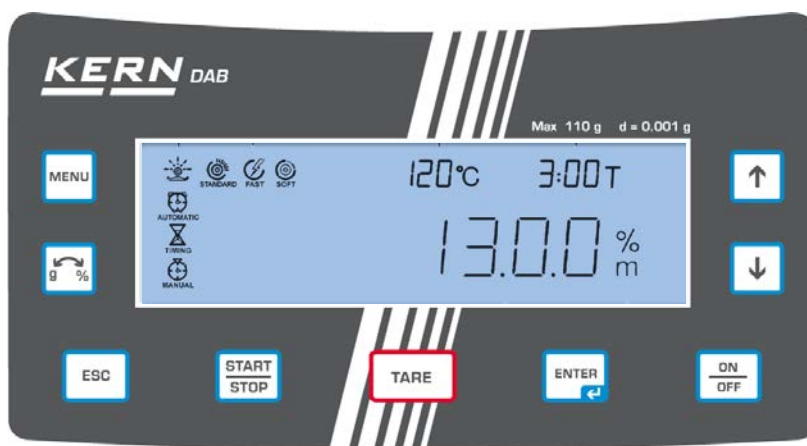 KERN DAB
Max 110 g d = 0.001 g
MENU
STANDARD FAST SOFT
120°C 3:00 T
AUTOMATIC
TIMING
13.0.0 % m
MANUAL
g %
ESC
START
STOP
TARE
ENTER
ON
OFF